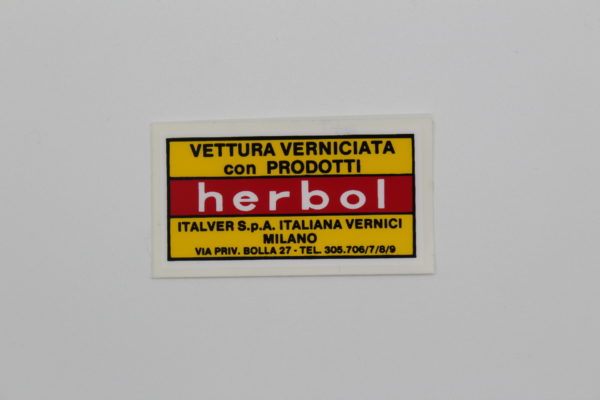 VETTURA VERNICIATA
con PRODOTTI
herbol
ITALVER S.p.A. ITALIANA VERNICI
MILANO
VIA PRIV. BOLLA 27 - TEL. 305.706/7/8/9